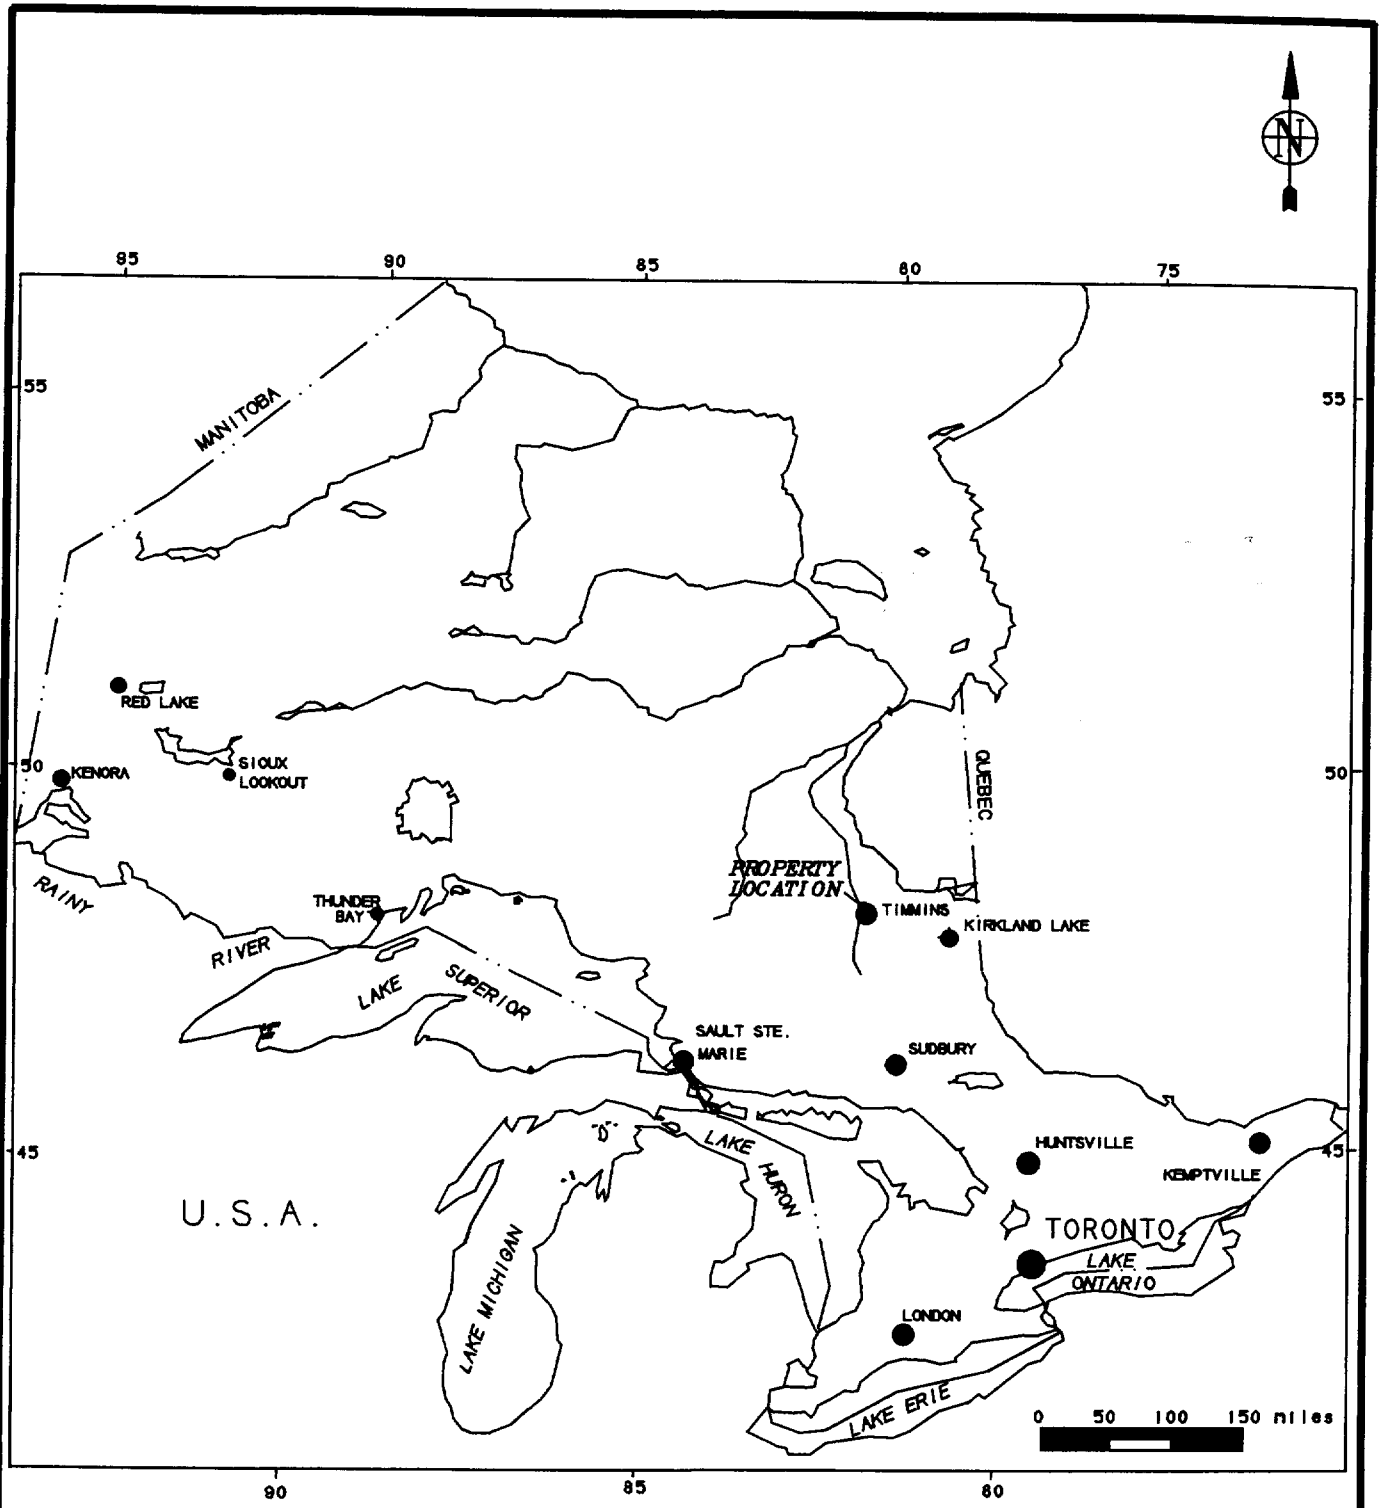 N
85 90 85 80 75
55 55
MANITOBA
RED LAKE
50 50
KENORA
SIOUX
LOOKOUT
QUEBEC
PROPERTY
LOCATION
RAINY
THUNDER
BAY
TIMMINS
KIRKLAND LAKE
RIVER
LAKE
SUPERIOR
SAULT STE.
MARIE
SUDBURY
LAKE
HURON
HUNTSVILLE
45 45
KEMPTVILLE
U.S.A.
TORONTO
LAKE
ONTARIO
LAKE MICHIGAN
LONDON
LAKE ERIE
0 50 100 150 miles
90 85 80